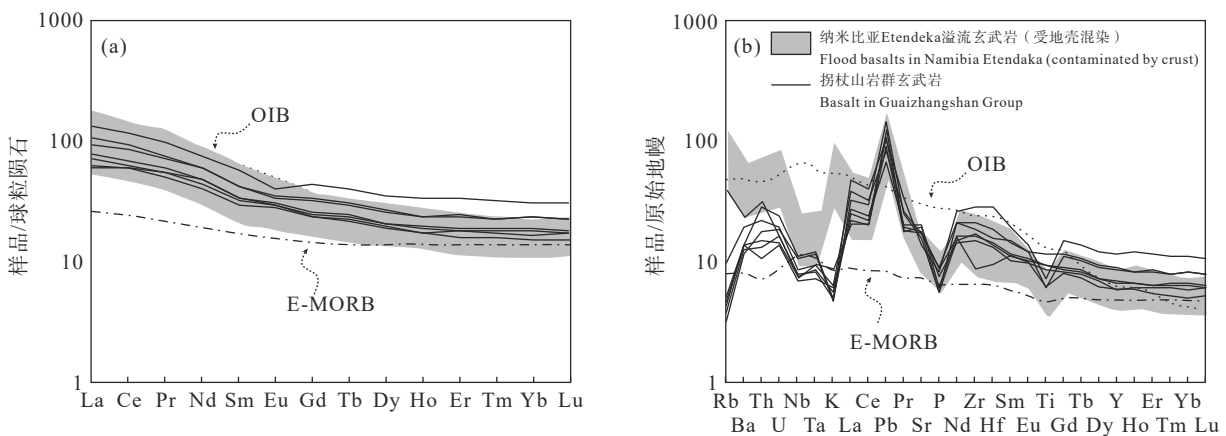 1000
100
10
1
样品/球粒陨石
(a)
OIB
E-MORB
La Ce Pr Nd Sm Eu Gd Tb Dy Ho Er Tm Yb Lu
1000
100
10
1
样品/原始地幔
(b)
纳米比亚Etendeka溢流玄武岩（受地壳混染）
Flood basalts in Namibia Etendaka (contaminated by crust)
拐杖山岩群玄武岩
Basalt in Guaizhangshan Group
OIB
E-MORB
Rb Th Nb K Ce Pr P Zr Sm Ti Tb Y Er Yb
Ba U Ta La Pb Sr Nd Hf Eu Gd Dy Ho Tm Lu